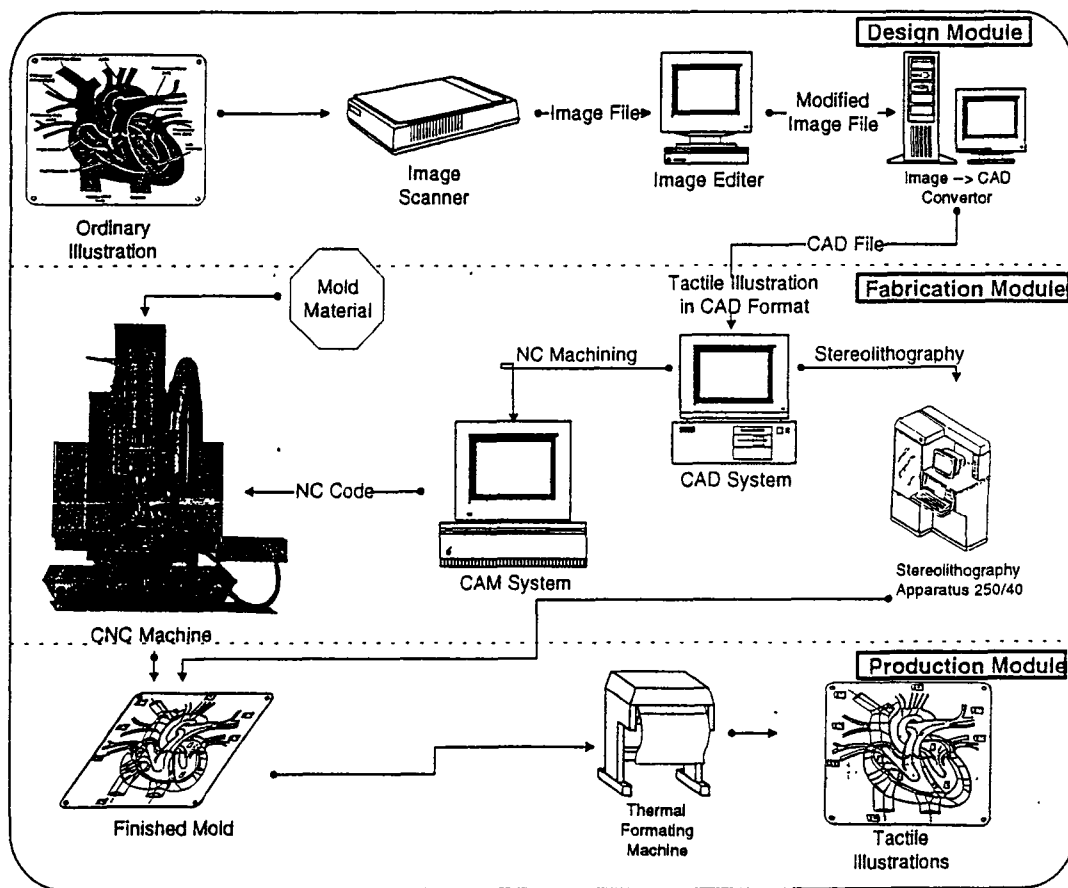 Design Module
Image File
Modified
Image File
Image
Scanner
Image Editer
Image --> CAD
Convertor
Ordinary
Illustration
CAD File
Mold
Material
Tactile Illustration
in CAD Format
Fabrication Module
NC Machining
Stereolithography
CAD System
NC Code
CAM System
Stereolithography
Apparatus 250/40
CNC Machine
Production Module
Finished Mold
Thermal
Formating
Machine
Tactile
Illustrations